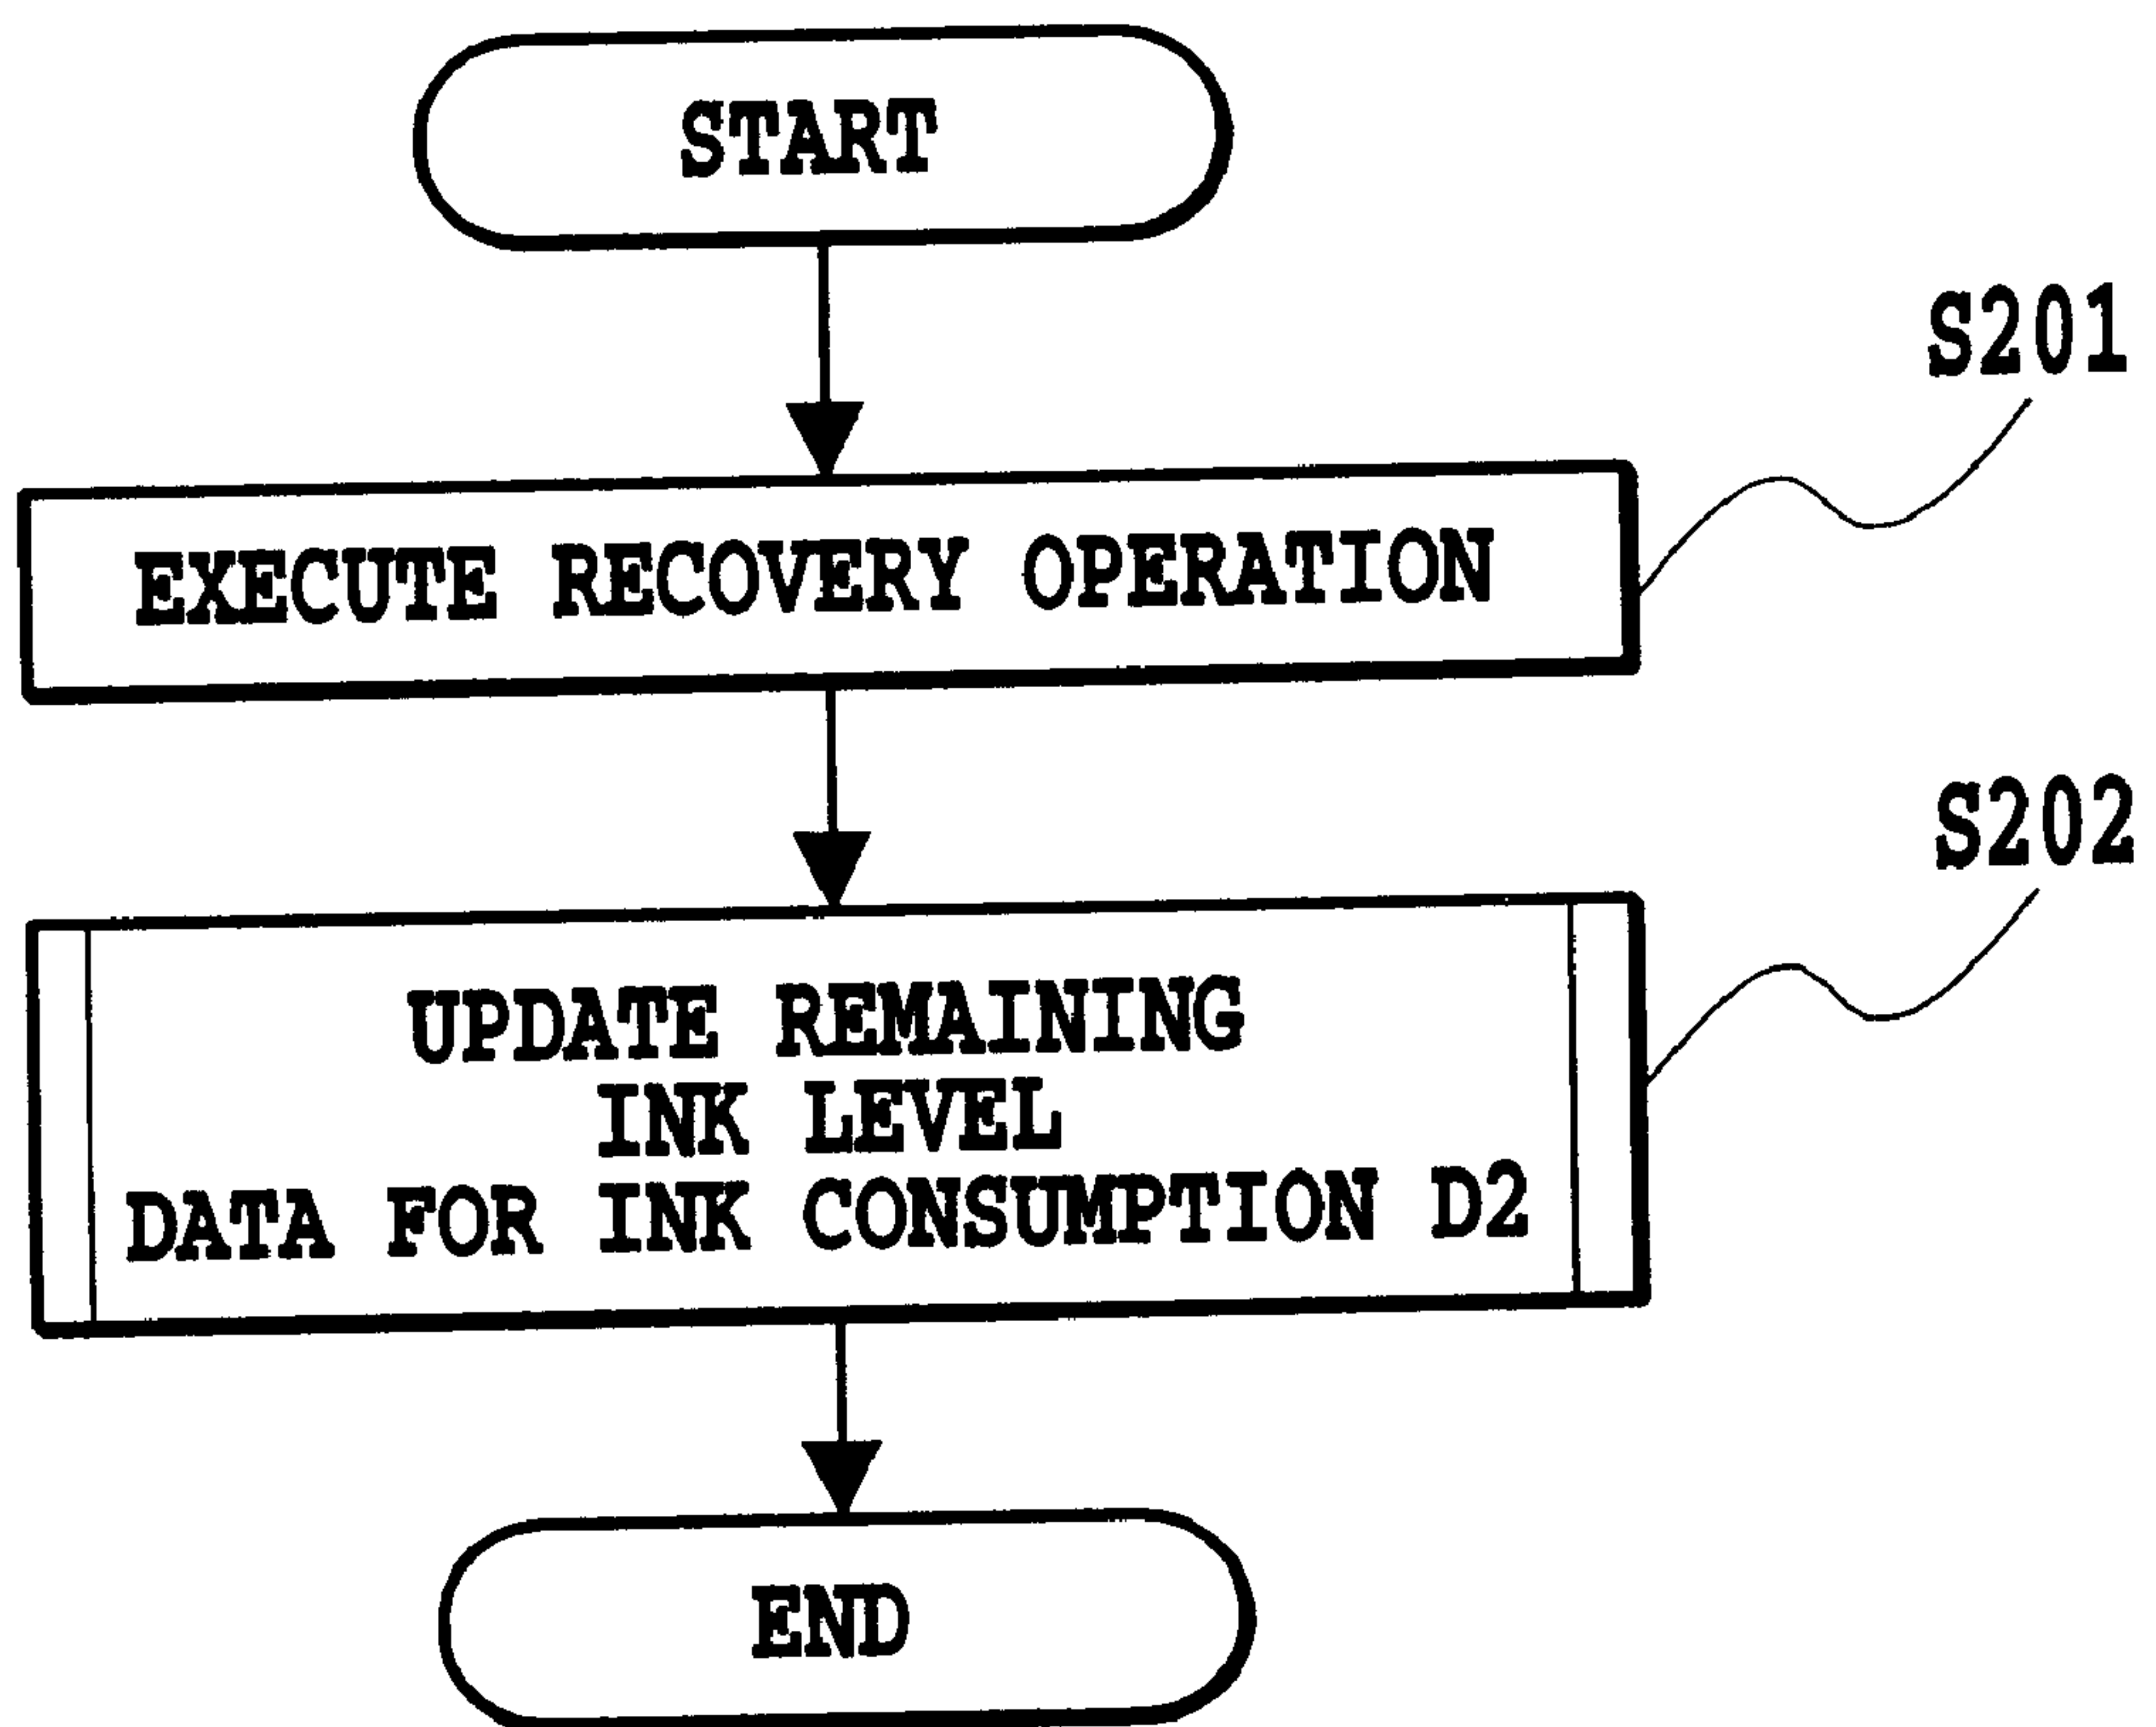 START
S201
EXECUTE RECOVERY OPERATION
S202
UPDATE REMAINING
INK LEVEL
DATA FOR INK CONSUMPTION D2
END